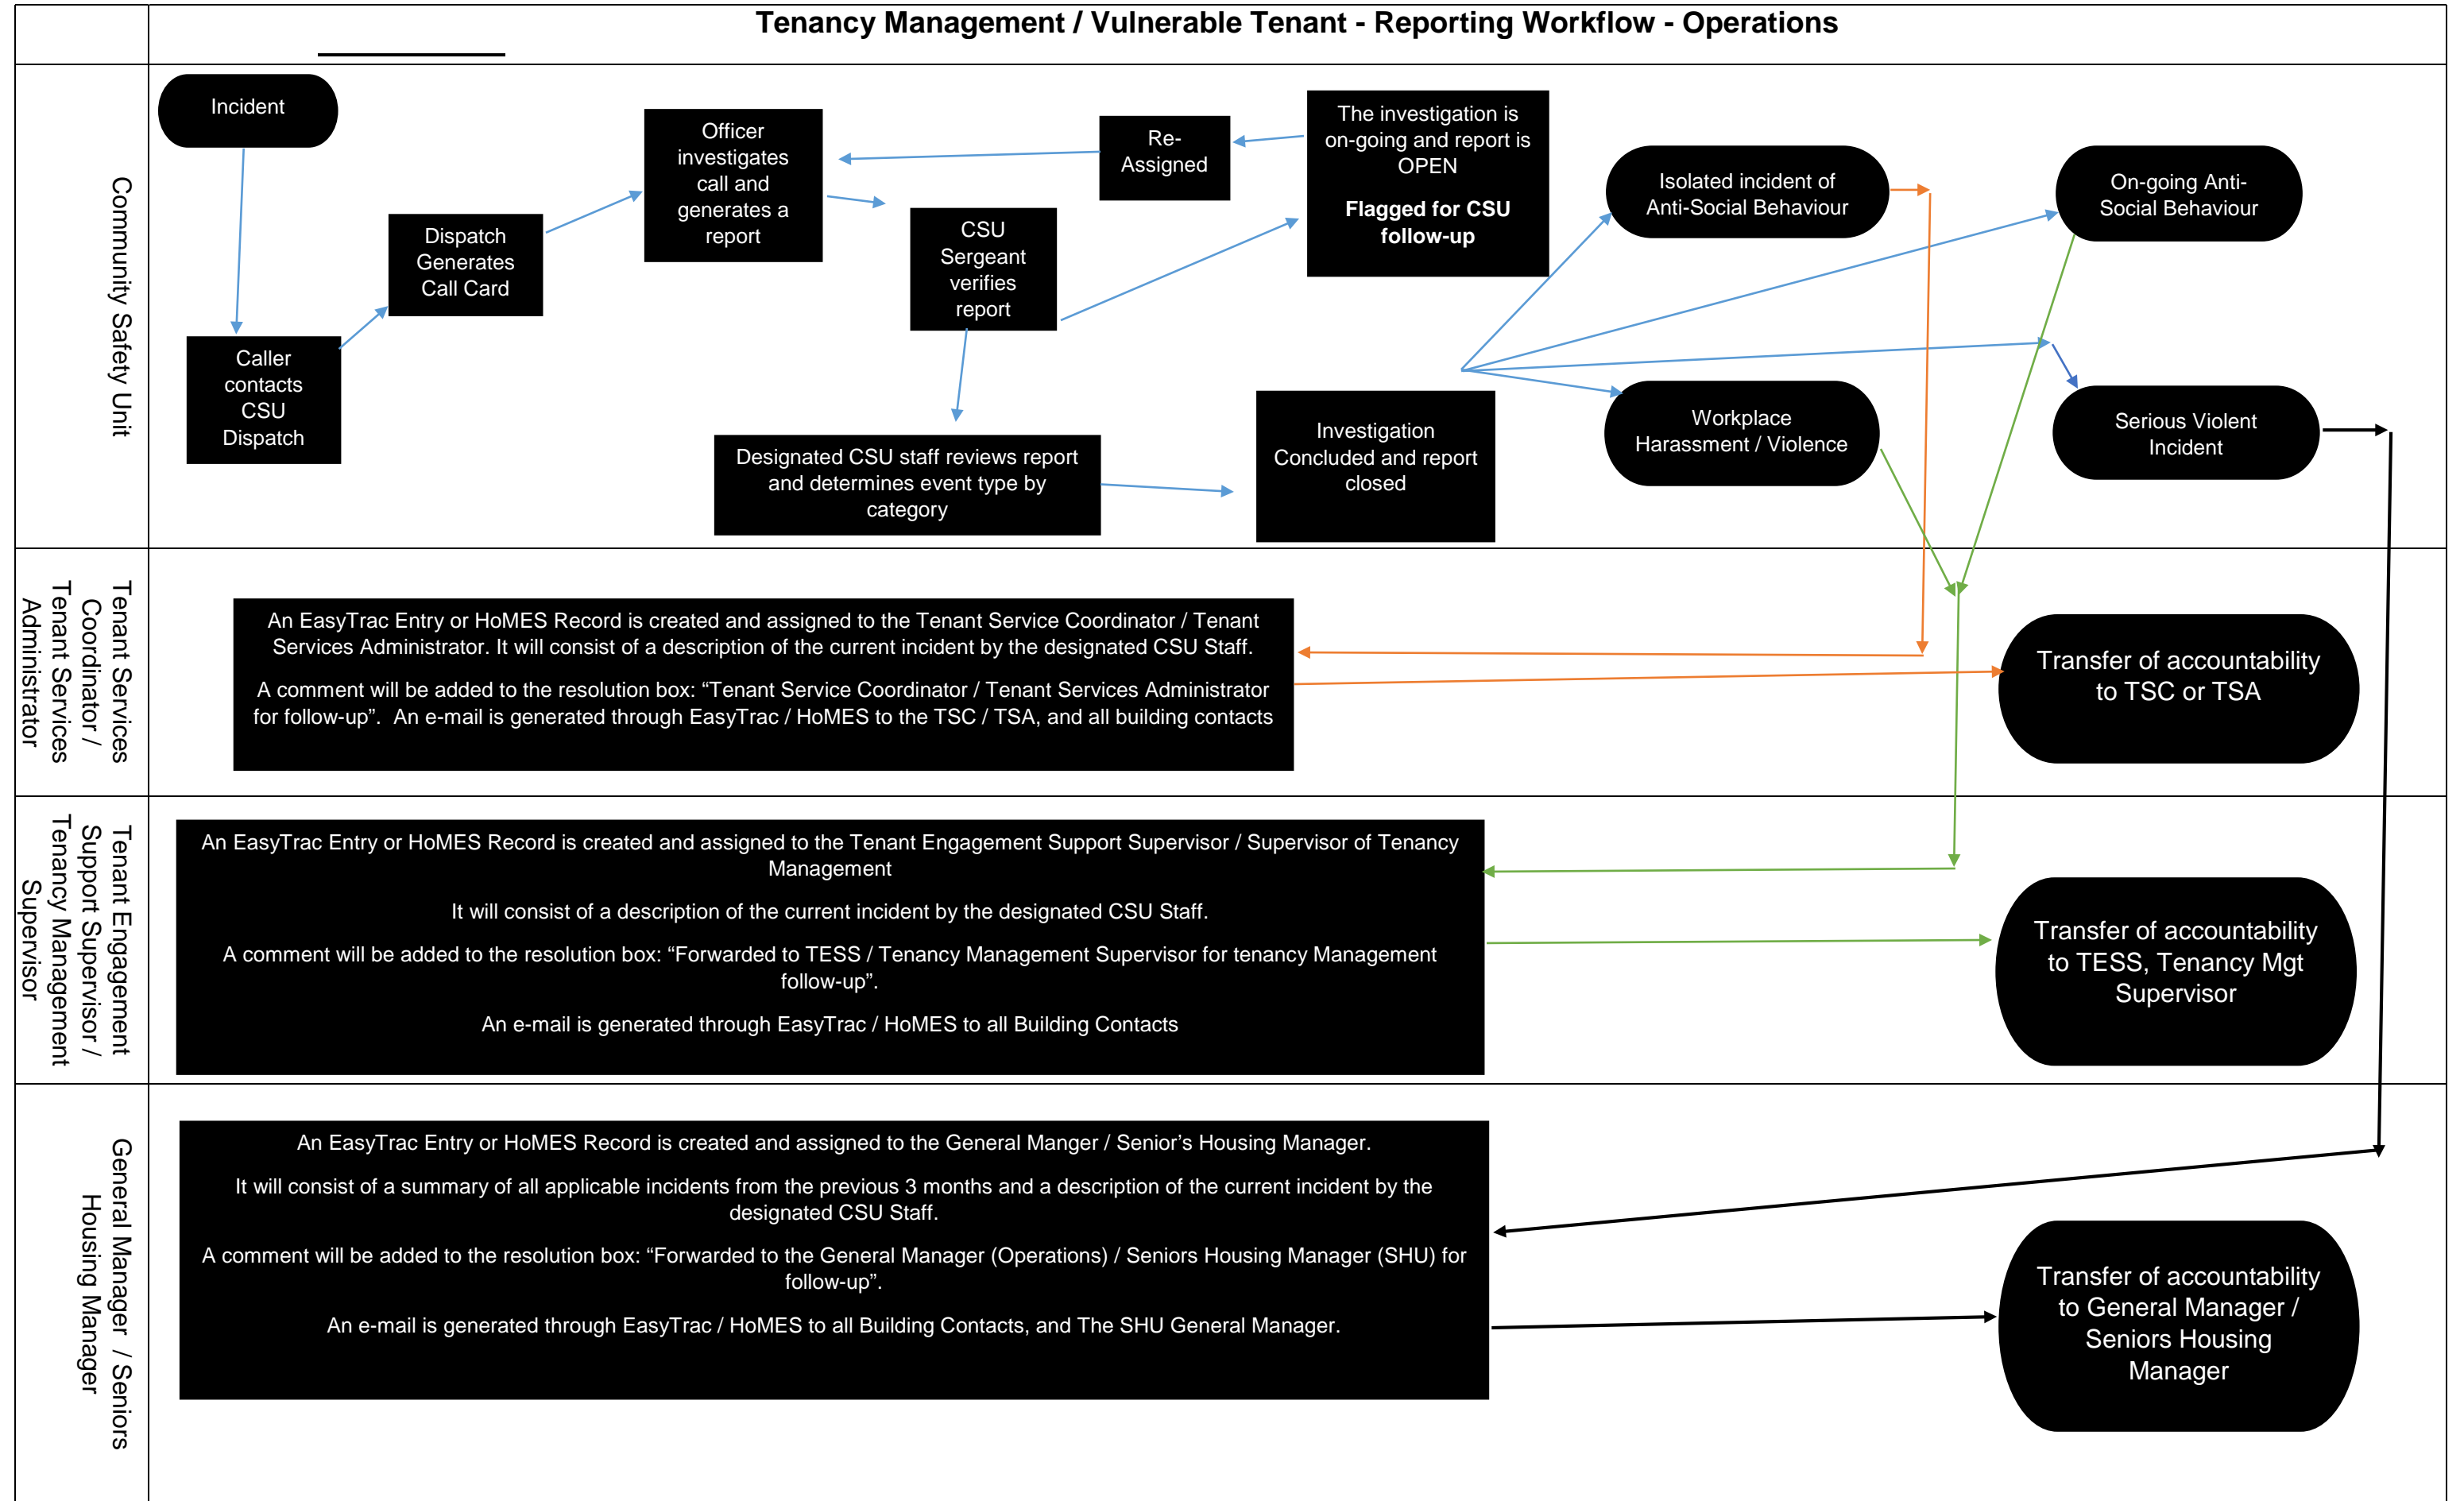 Tenancy Management / Vulnerable Tenant - Reporting Workflow - Operations
Community Safety Unit
Incident
Caller
contacts
CSU
Dispatch
Dispatch
Generates
Call Card
Officer
investigates
call and
generates a
report
CSU
Sergeant
verifies
report
Re-
Assigned
The investigation is
on-going and report is
OPEN
Flagged for CSU
follow-up
Designated CSU staff reviews report
and determines event type by
category
Investigation
Concluded and report
closed
Isolated incident of
Anti-Social Behaviour
On-going Anti-
Social Behaviour
Workplace
Harassment / Violence
Serious Violent
Incident
Tenant Services
Coordinator /
Tenant Services
Administrator
An EasyTrac Entry or HoMES Record is created and assigned to the Tenant Service Coordinator / Tenant
Services Administrator. It will consist of a description of the current incident by the designated CSU Staff.
A comment will be added to the resolution box: “Tenant Service Coordinator / Tenant Services Administrator
for follow-up”. An e-mail is generated through EasyTrac / HoMES to the TSC / TSA, and all building contacts
Transfer of accountability
to TSC or TSA
Tenant Engagement
Support Supervisor /
Tenancy Management
Supervisor
An EasyTrac Entry or HoMES Record is created and assigned to the Tenant Engagement Support Supervisor / Supervisor of Tenancy
Management
It will consist of a description of the current incident by the designated CSU Staff.
A comment will be added to the resolution box: “Forwarded to TESS / Tenancy Management Supervisor for tenancy Management
follow-up”.
An e-mail is generated through EasyTrac / HoMES to all Building Contacts
Transfer of accountability
to TESS, Tenancy Mgt
Supervisor
General Manager / Seniors
Housing Manager
An EasyTrac Entry or HoMES Record is created and assigned to the General Manger / Senior’s Housing Manager.
It will consist of a summary of all applicable incidents from the previous 3 months and a description of the current incident by the
designated CSU Staff.
A comment will be added to the resolution box: “Forwarded to the General Manager (Operations) / Seniors Housing Manager (SHU) for
follow-up”.
An e-mail is generated through EasyTrac / HoMES to all Building Contacts, and The SHU General Manager.
Transfer of accountability
to General Manager /
Seniors Housing
Manager